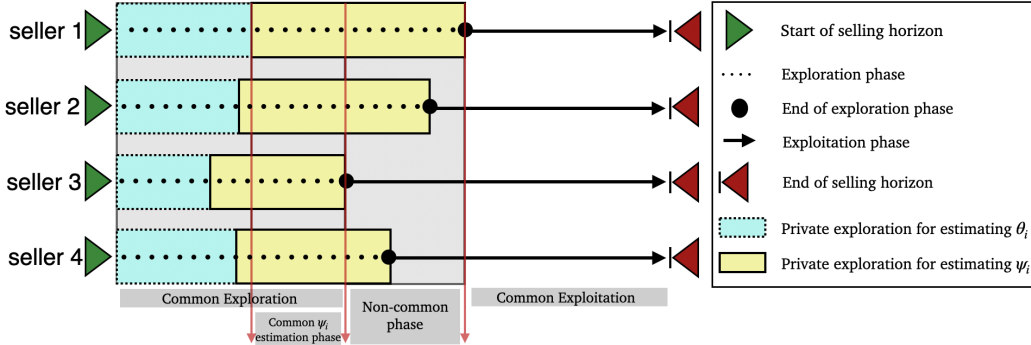 seller 1
seller 2
seller 3
seller 4
Common Exploration
Common ψi
estimation phase
Non-common
phase
Common Exploitation
Start of selling horizon
Exploration phase
End of exploration phase
Exploitation phase
End of selling horizon
Private exploration for estimating θi
Private exploration for estimating ψi